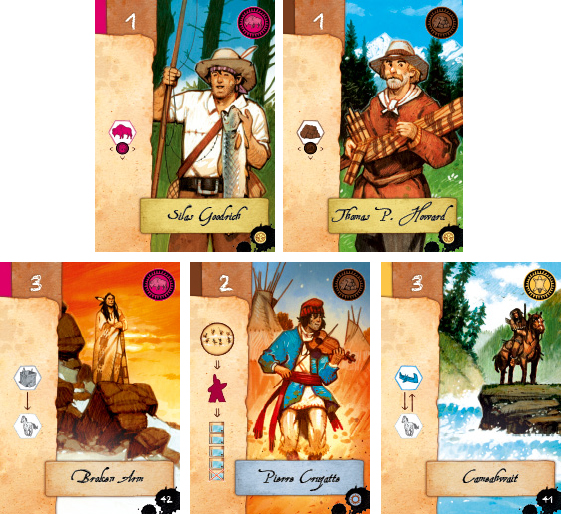 1
Silas Goodrich
1
Thomas P. Howard
3
Broken Arm
42
2
Pierre Cruzatte
3
Cameahwait
41